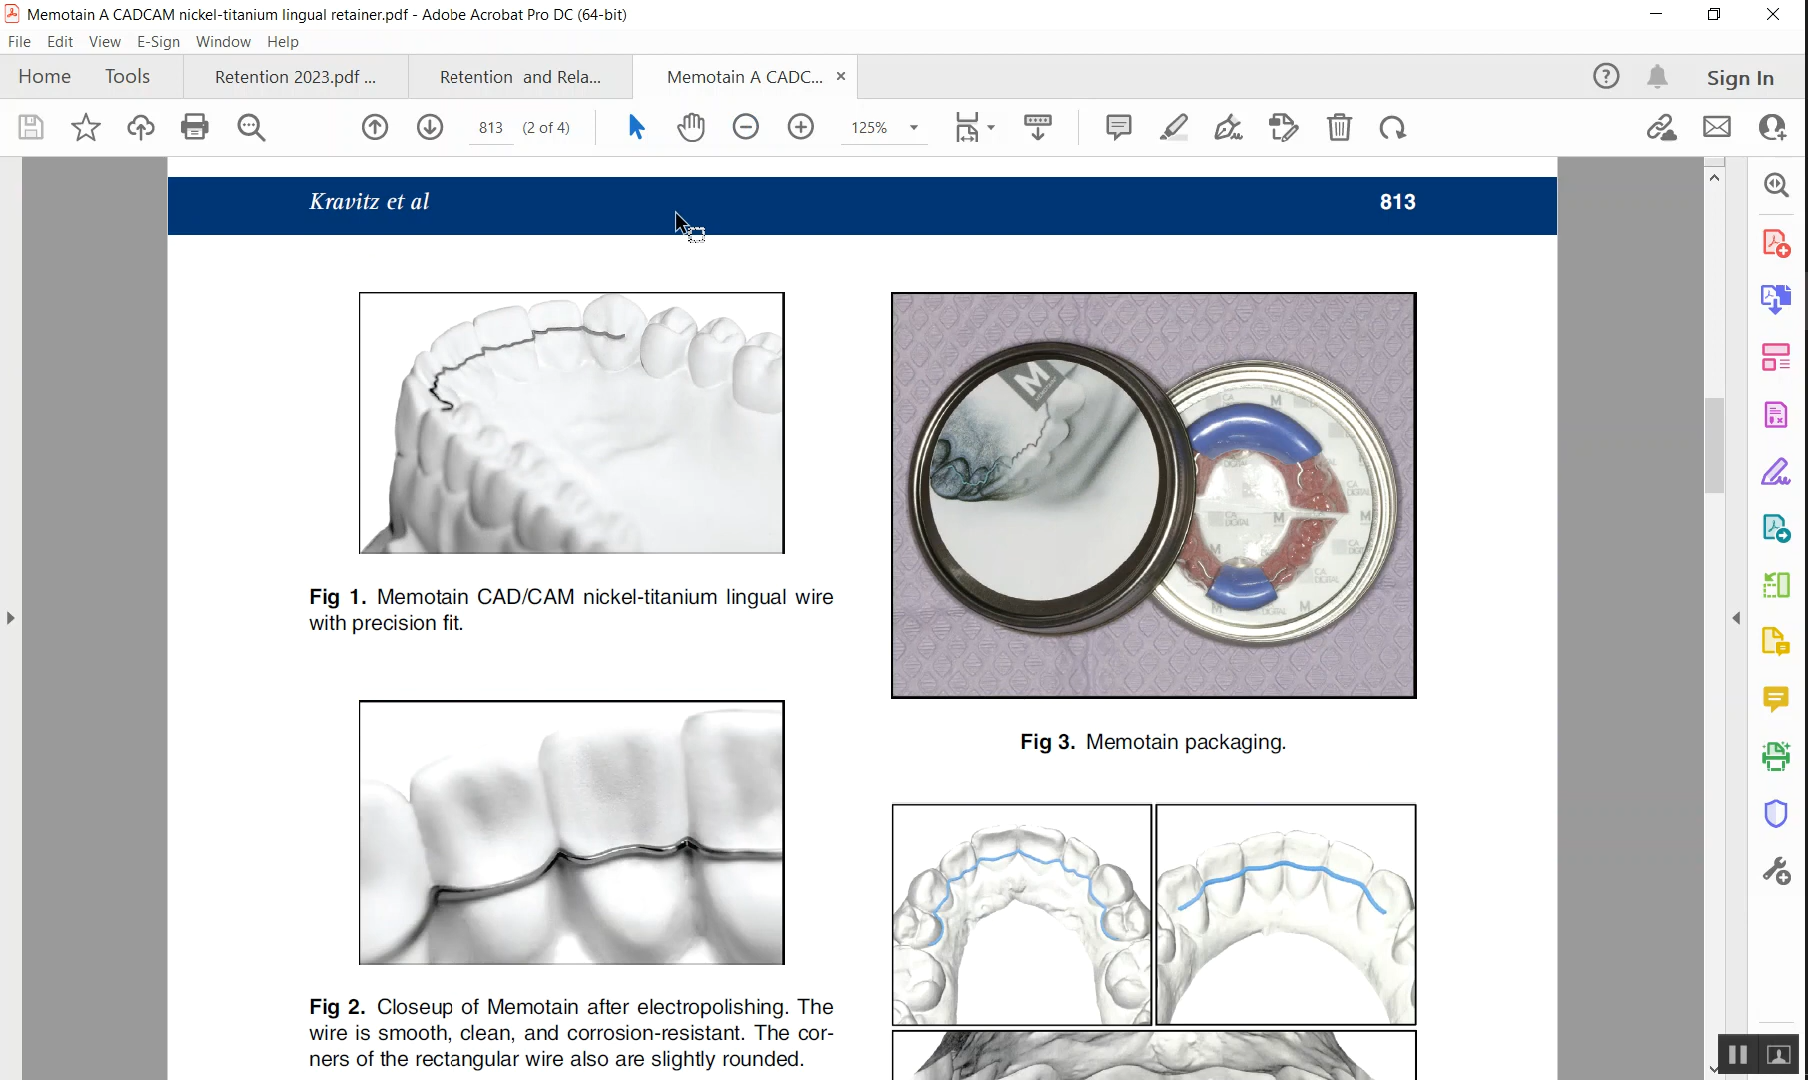 Memotain A CADCAM nickel-titanium lingual retainer.pdf - Adobe Acrobat Pro DC (64-bit)
File Edit View E-Sign Window Help
Home Tools Retention 2023.pdf ... Retention and Rela... Memotain A CADC... × Sign In
813 (2 of 4) 125%
Kravitz et al 813
Fig 1. Memotain CAD/CAM nickel-titanium lingual wire
with precision fit.
Fig 2. Closeup of Memotain after electropolishing. The
wire is smooth, clean, and corrosion-resistant. The cor-
ners of the rectangular wire also are slightly rounded.
M
M
CA
DIGITAL
M
M
M
M
Fig 3. Memotain packaging.